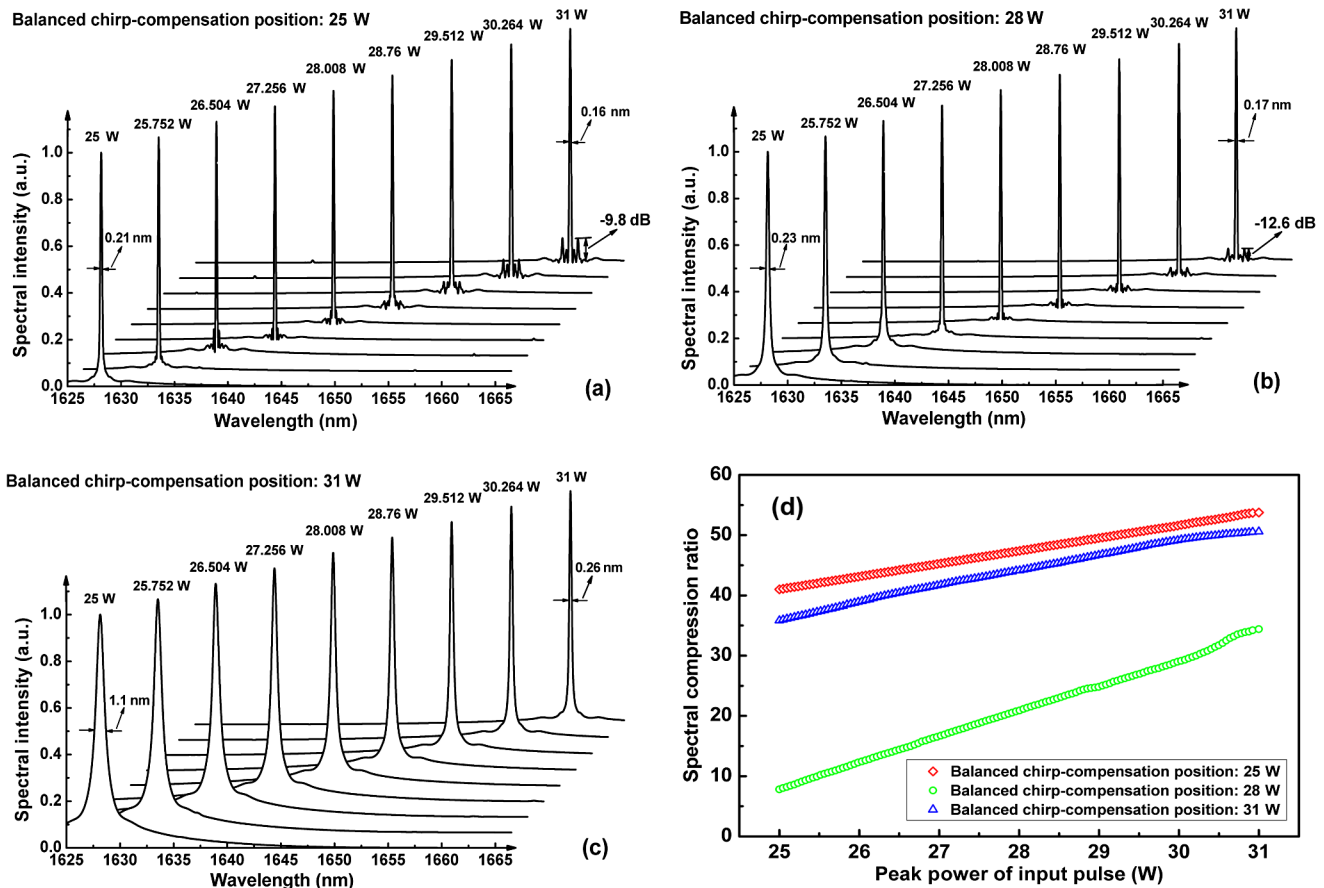 Balanced chirp-compensation position: 25 W
31 W
30.264 W
29.512 W
28.76 W
28.008 W
27.256 W
26.504 W
25.752 W
25 W
0.16 nm
0.21 nm
-9.8 dB
1.0
0.8
0.6
0.4
0.2
0.0
Spectral intensity (a.u.)
1625 1630 1635 1640 1645 1650 1655 1660 1665
Wavelength (nm)
(a)
Balanced chirp-compensation position: 28 W
31 W
30.264 W
29.512 W
28.76 W
28.008 W
27.256 W
26.504 W
25.752 W
25 W
0.17 nm
0.23 nm
-12.6 dB
1.0
0.8
0.6
0.4
0.2
0.0
Spectral intensity (a.u.)
1625 1630 1635 1640 1645 1650 1655 1660 1665
Wavelength (nm)
(b)
Balanced chirp-compensation position: 31 W
31 W
30.264 W
29.512 W
28.76 W
28.008 W
27.256 W
26.504 W
25.752 W
25 W
0.26 nm
1.1 nm
1.0
0.8
0.6
0.4
0.2
0.0
Spectral intensity (a.u.)
1625 1630 1635 1640 1645 1650 1655 1660 1665
Wavelength (nm)
(c)
(d)
60
50
40
30
20
10
0
Spectral compression ratio
Balanced chirp-compensation position: 25 W
Balanced chirp-compensation position: 28 W
Balanced chirp-compensation position: 31 W
25 26 27 28 29 30 31
Peak power of input pulse (W)